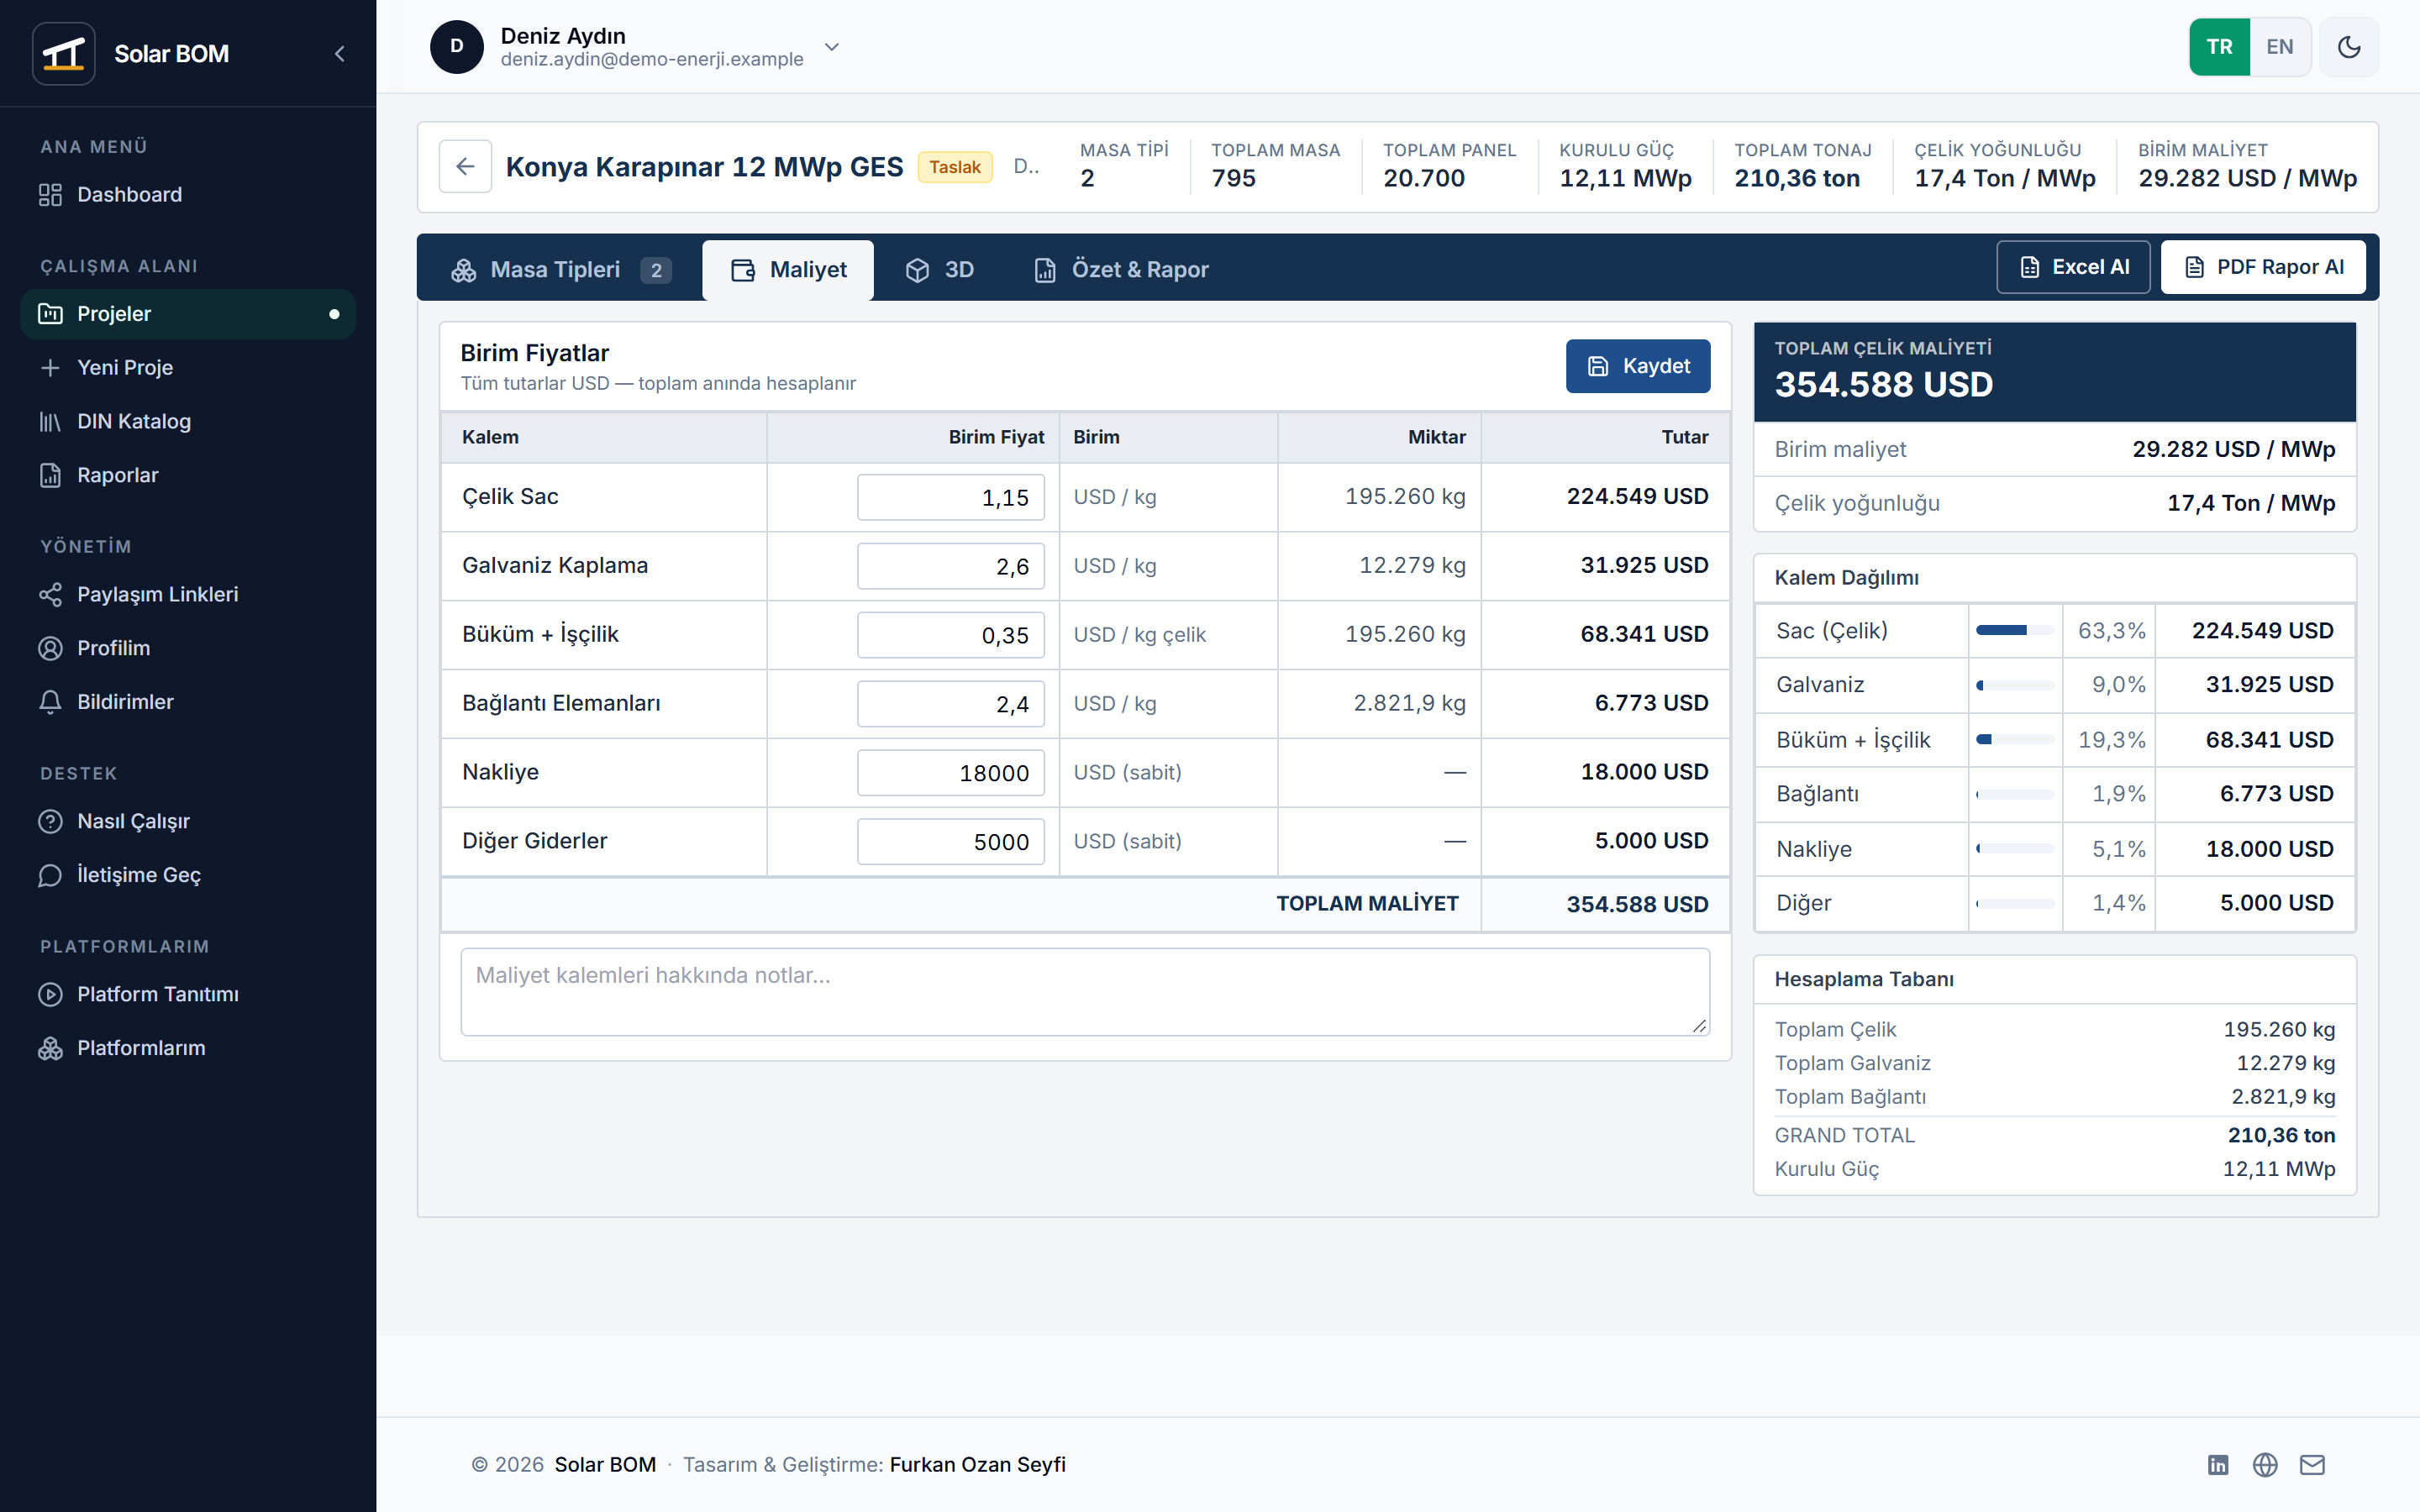 Solar BOM
ANA MENÜ
Dashboard
ÇALIŞMA ALANI
Projeler
Yeni Proje
DIN Katalog
Raporlar
YÖNETİM
Paylaşım Linkleri
Profilim
Bildirimler
DESTEK
Nasıl Çalışır
İletişime Geç
PLATFORMLARIM
Platform Tanıtımı
Platformlarım
D
Deniz Aydın
deniz.aydin@demo-enerji.example
TR EN
Konya Karapınar 12 MWp GES Taslak D..
MASA TİPİ
2
TOPLAM MASA
795
TOPLAM PANEL
20.700
KURULU GÜÇ
12,11 MWp
TOPLAM TONAJ
210,36 ton
ÇELİK YOĞUNLUĞU
17,4 Ton / MWp
BİRİM MALİYET
29.282 USD / MWp
Masa Tipleri 2 Maliyet 3D Özet & Rapor Excel Al PDF Rapor Al
Birim Fiyatlar
Tüm tutarlar USD — toplam anında hesaplanır
Kaydet
Kalem Birim Fiyat Birim Miktar Tutar
Çelik Sac 1,15 USD / kg 195.260 kg 224.549 USD
Galvaniz Kaplama 2,6 USD / kg 12.279 kg 31.925 USD
Büküm + İşçilik 0,35 USD / kg çelik 195.260 kg 68.341 USD
Bağlantı Elemanları 2,4 USD / kg 2.821,9 kg 6.773 USD
Nakliye 18000 USD (sabit) — 18.000 USD
Diğer Giderler 5000 USD (sabit) — 5.000 USD
TOPLAM MALİYET 354.588 USD
Maliyet kalemleri hakkında notlar...
TOPLAM ÇELİK MALİYETİ
354.588 USD
Birim maliyet 29.282 USD / MWp
Çelik yoğunluğu 17,4 Ton / MWp
Kalem Dağılımı
Sac (Çelik) 63,3% 224.549 USD
Galvaniz 9,0% 31.925 USD
Büküm + İşçilik 19,3% 68.341 USD
Bağlantı 1,9% 6.773 USD
Nakliye 5,1% 18.000 USD
Diğer 1,4% 5.000 USD
Hesaplama Tabanı
Toplam Çelik 195.260 kg
Toplam Galvaniz 12.279 kg
Toplam Bağlantı 2.821,9 kg
GRAND TOTAL 210,36 ton
Kurulu Güç 12,11 MWp
© 2026 Solar BOM · Tasarım & Geliştirme: Furkan Ozan Seyfi